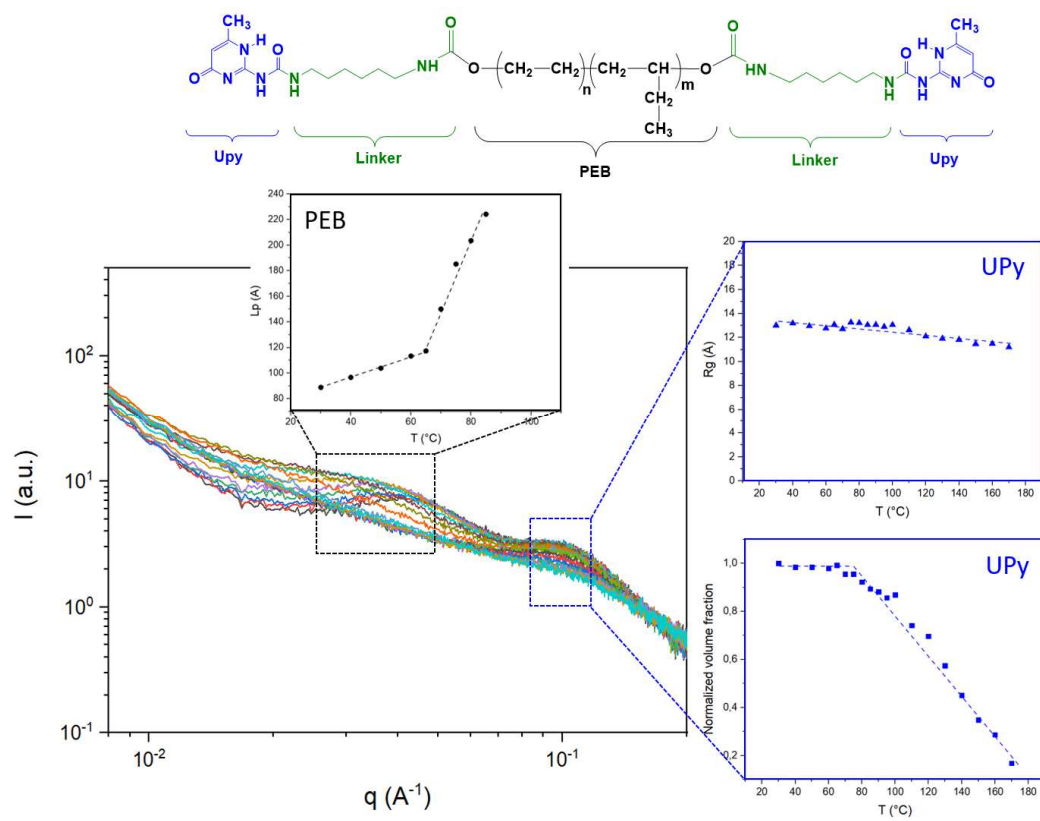 CH₃ O CH₃
N H O O H N
O N N NH NH O CH₂ CH₂ CH₂ CH O NH NH N N O
H n m H
CH₂
CH₃
Upy Linker PEB Linker Upy
PEB
Lp (A)
240
220
200
180
160
140
120
100
80
20 40 60 80 100
T (°C)
I (a.u.)
10²
10¹
10⁰
10⁻¹
10⁻² 10⁻¹
q (A⁻¹)
UPy
Rg (Å)
20
18
16
14
12
10
8
6
4
2
0
20 40 60 80 100 120 140 160 180
T (°C)
UPy
Normalized volume fraction
1,0
0,8
0,6
0,4
0,2
20 40 60 80 100 120 140 160 180
T (°C)